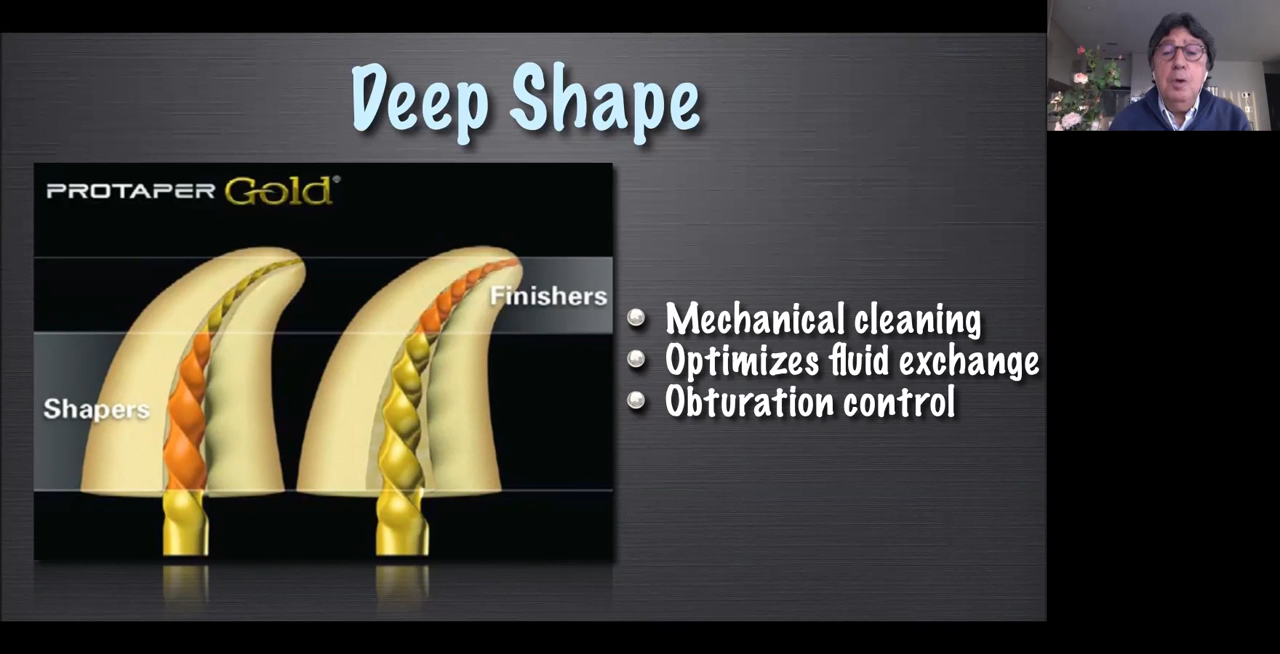 Deep Shape
PROTAPER Gold®
Finishers
Shapers
Mechanical cleaning
Optimizes fluid exchange
Obturation control